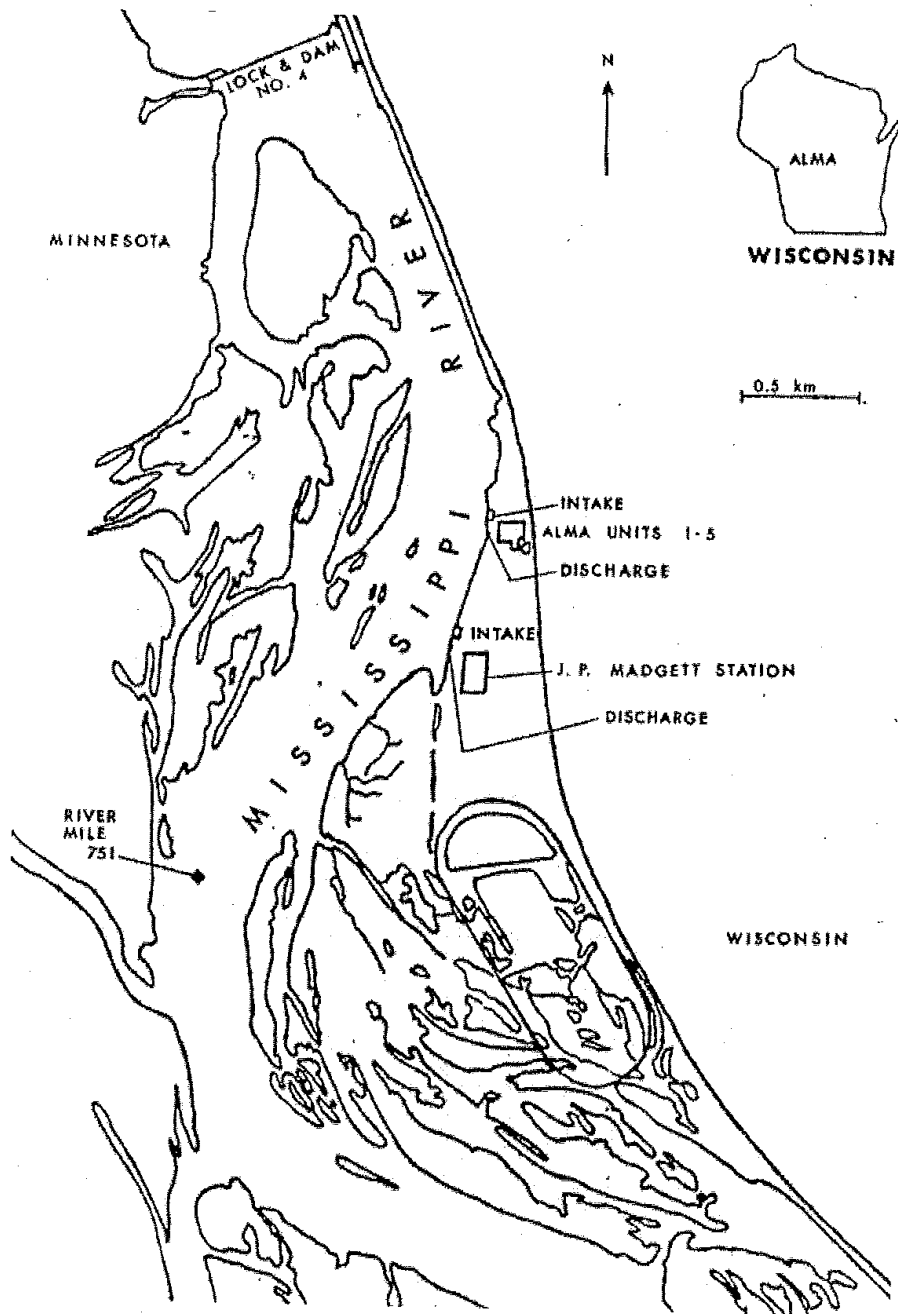 LOCK & DAM
NO. 4
N
ALMA
WISCONSIN
MINNESOTA
MISSISSIPPI RIVER
0.5 km
INTAKE
ALMA UNITS 1-5
DISCHARGE
INTAKE
J. P. MADGETT STATION
DISCHARGE
RIVER
MILE
751
WISCONSIN